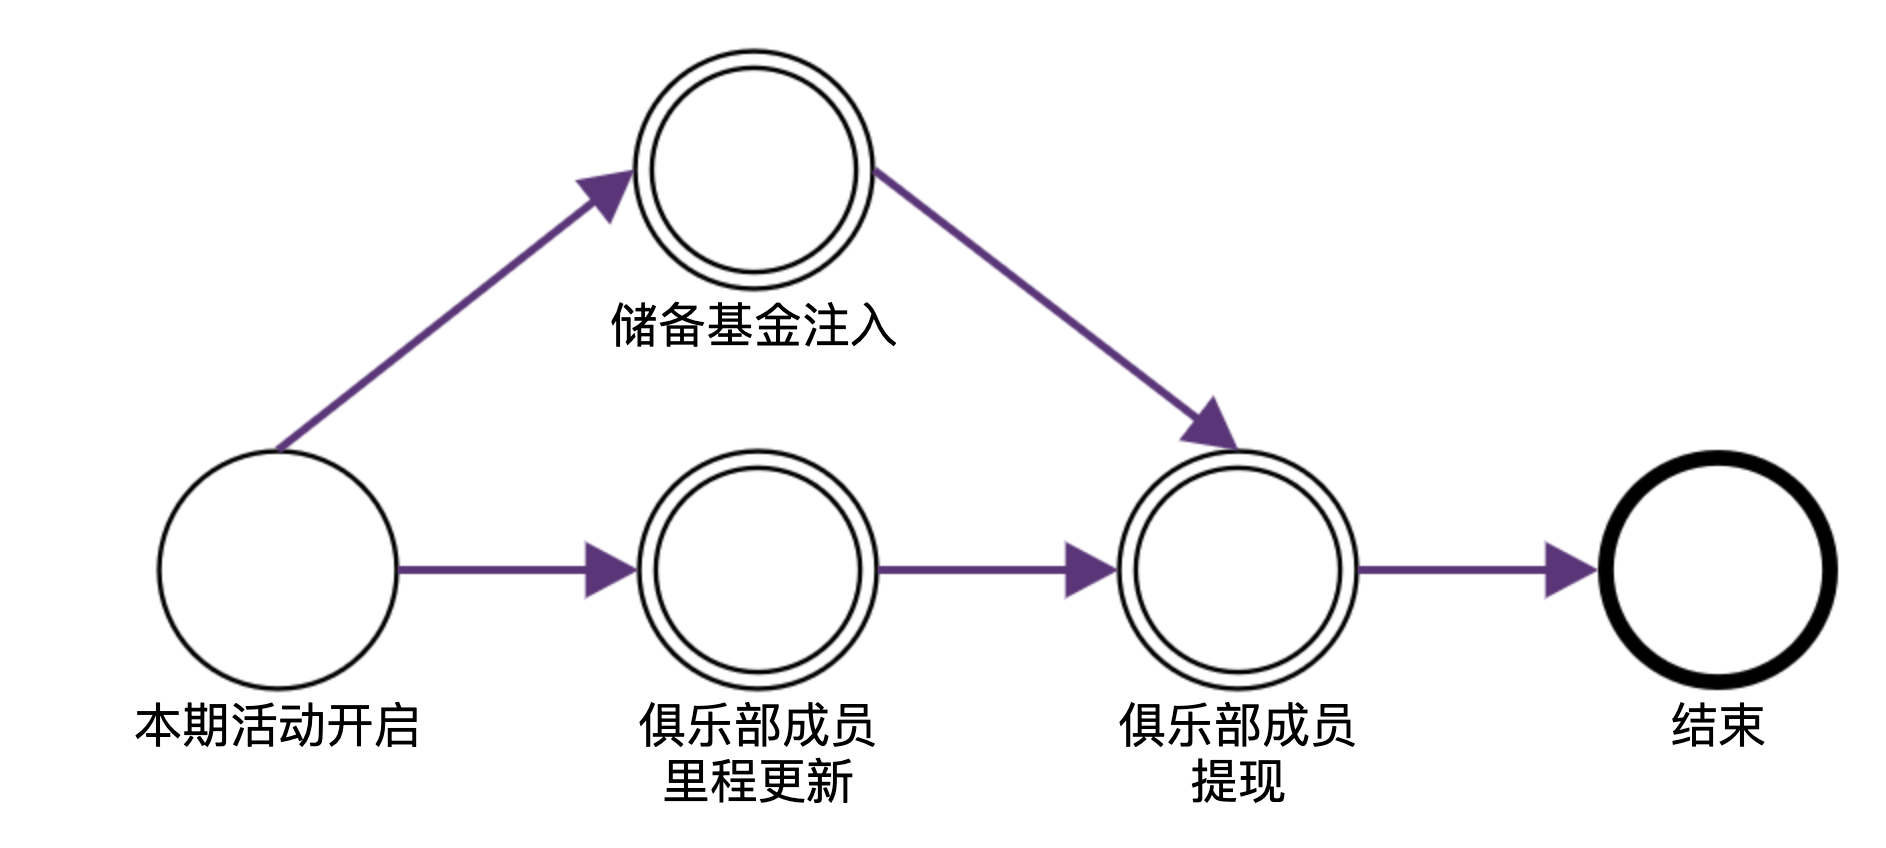 储备基金注入
本期活动开启
俱乐部成员
里程更新
俱乐部成员
提现
结束